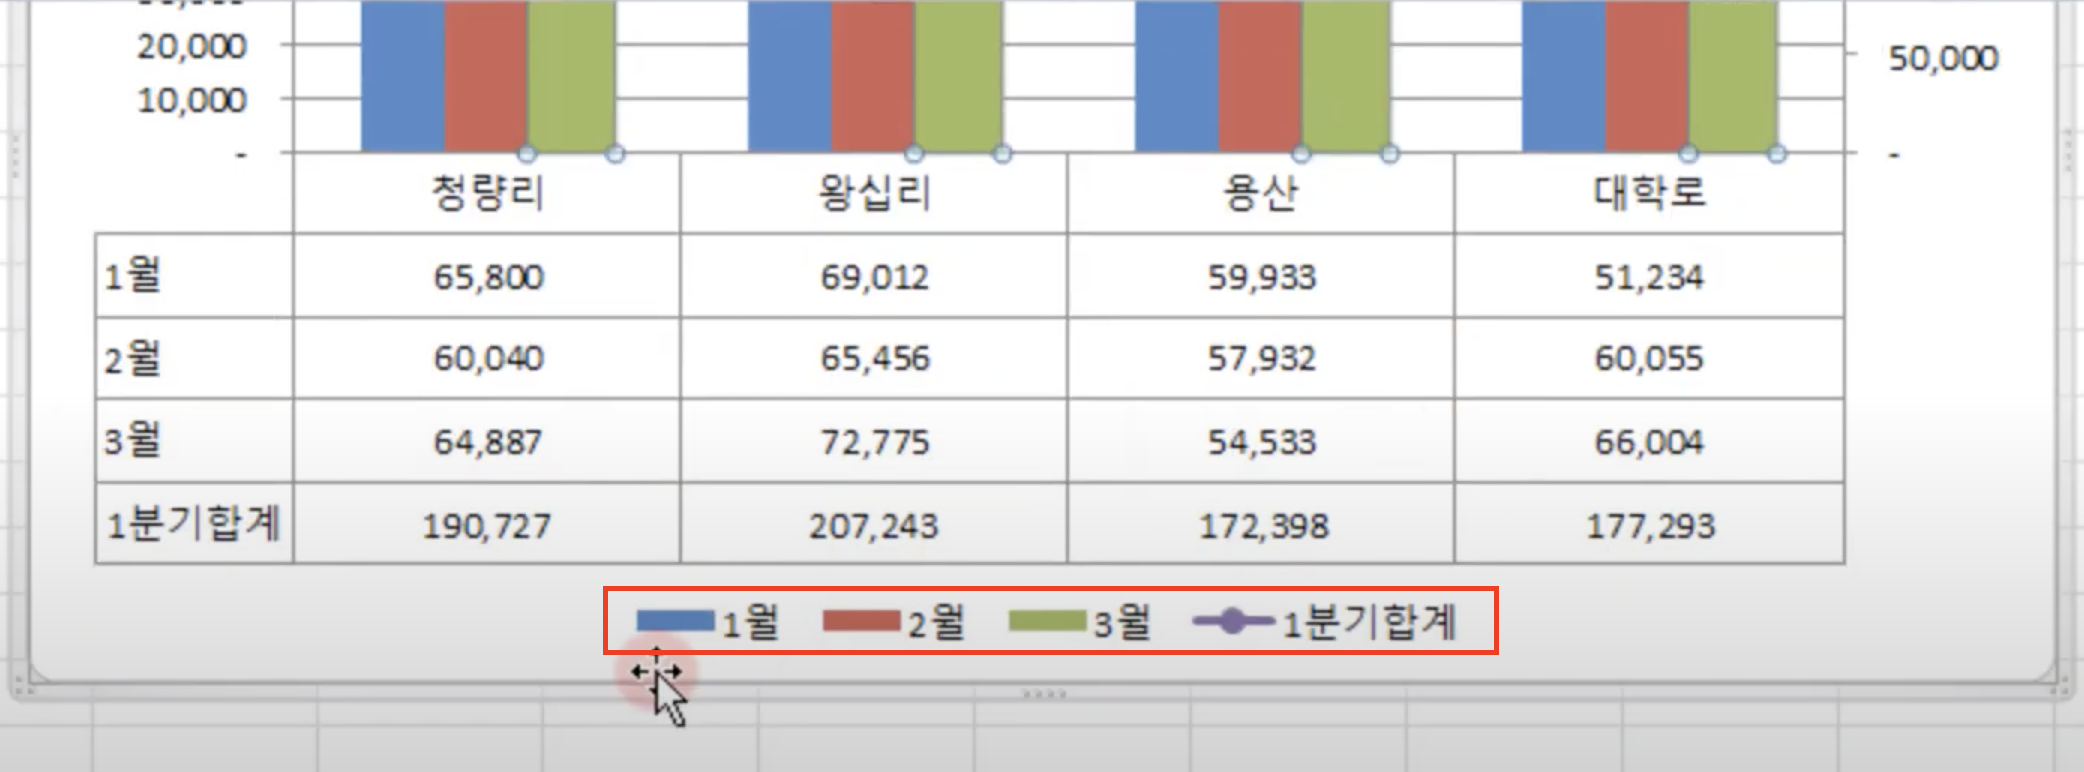 20,000
50,000
10,000
-
-
청량리 왕십리 용산 대학로
1월 65,800 69,012 59,933 51,234
2월 60,040 65,456 57,932 60,055
3월 64,887 72,775 54,533 66,004
1분기합계 190,727 207,243 172,398 177,293
1월 2월 3월 1분기합계